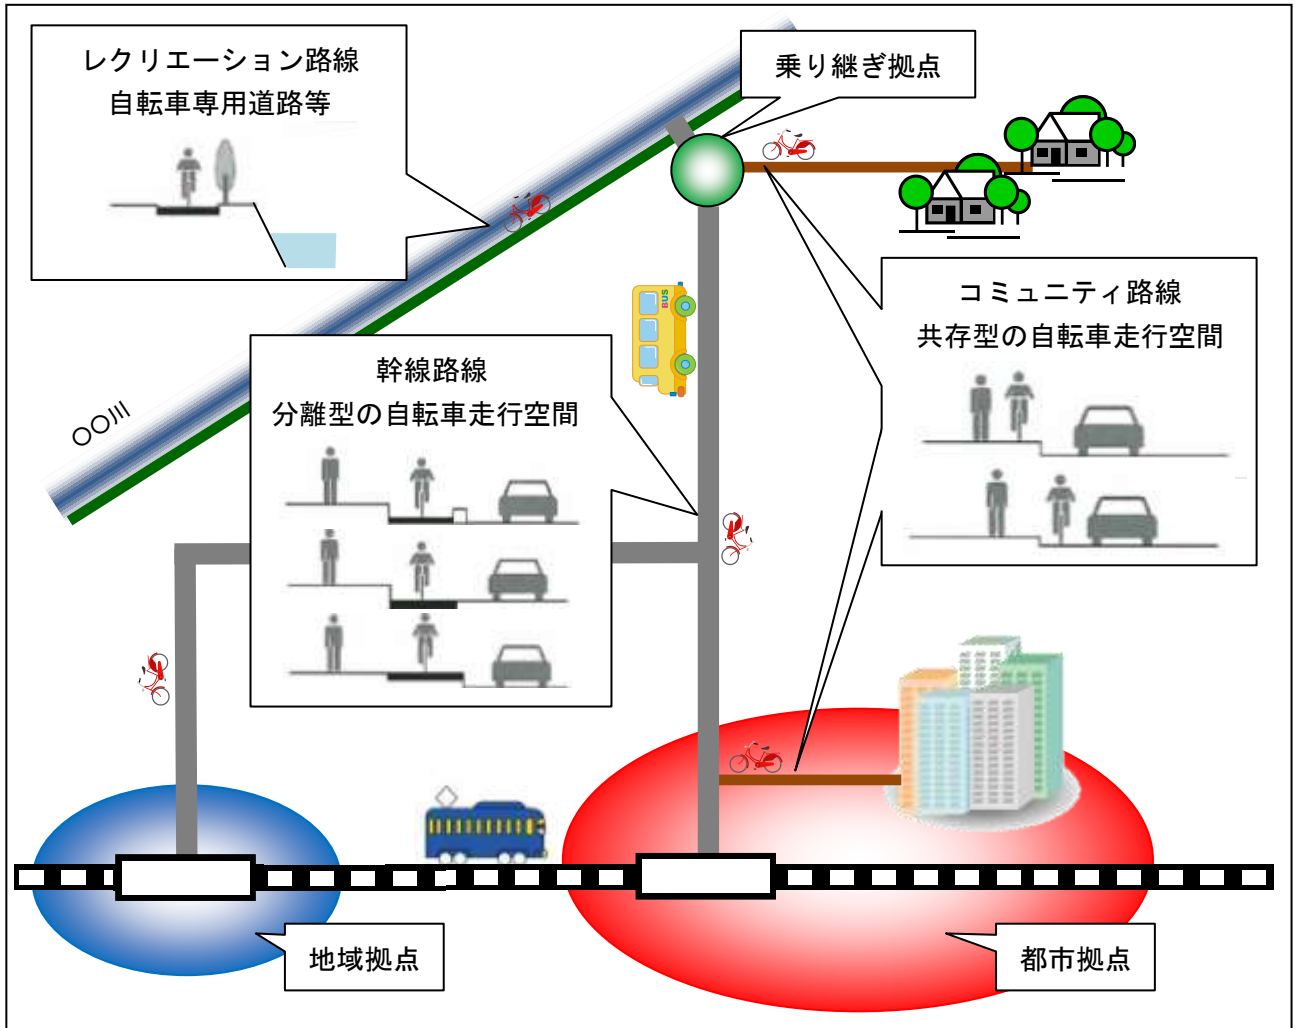 レクリエーション路線
自転車専用道路等
乗り継ぎ拠点
コミュニティ路線
共存型の自転車走行空間
BUS
幹線路線
分離型の自転車走行空間
〇〇川
地域拠点
都市拠点